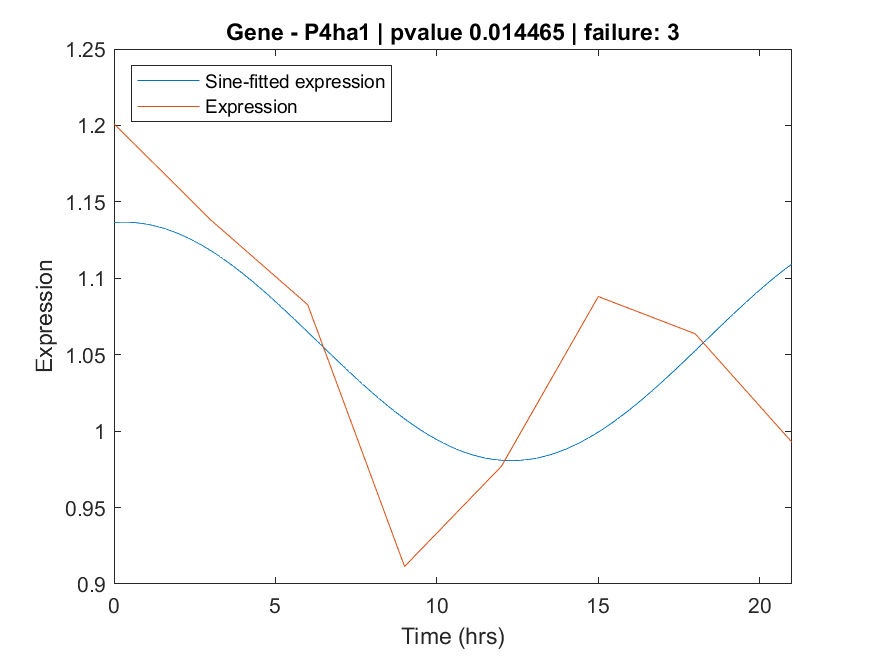 Gene - P4ha1 | pvalue 0.014465 | failure: 3
1.25
Sine-fitted expression
1.2
Expression
1.15
1.1
1.05
1
0.95
0.9
Expression
0
5
10
15
20
Time (hrs)